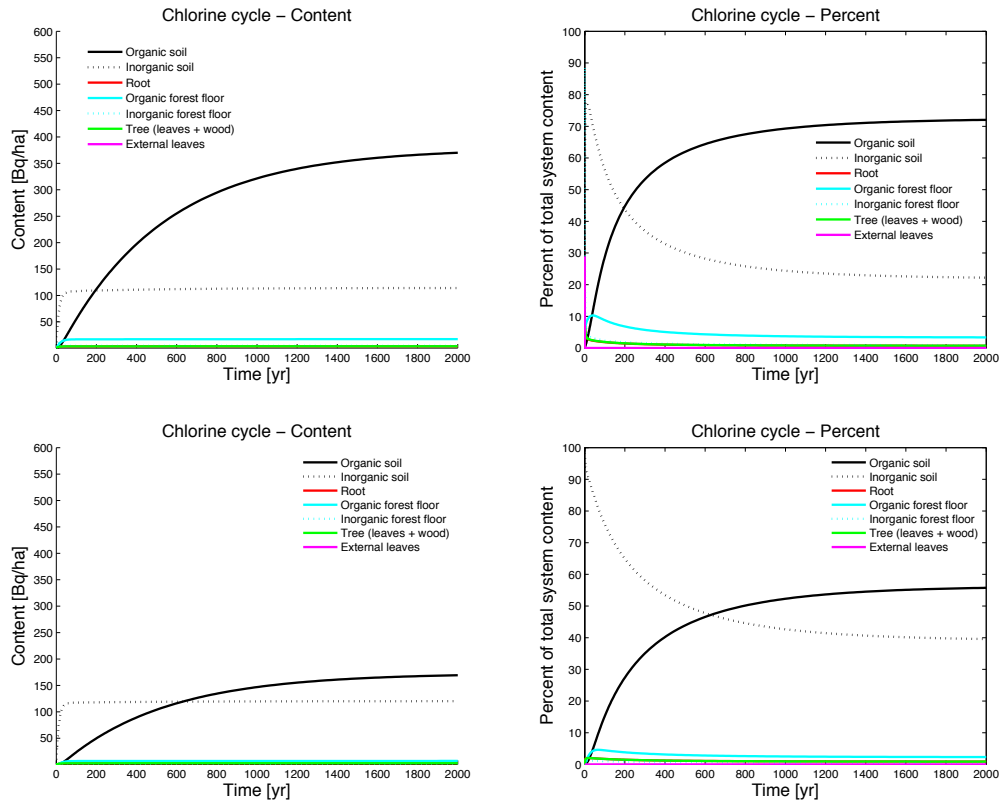 Chlorine cycle – Content
600
550
500
450
400
350
300
250
200
150
100
50
0 200 400 600 800 1000 1200 1400 1600 1800 2000
Content [Bq/ha]
Time [yr]
Organic soil
Inorganic soil
Root
Organic forest floor
Inorganic forest floor
Tree (leaves + wood)
External leaves
Chlorine cycle – Percent
100
90
80
70
60
50
40
30
20
10
0
0 200 400 600 800 1000 1200 1400 1600 1800 2000
Percent of total system content
Time [yr]
Organic soil
Inorganic soil
Root
Organic forest floor
Inorganic forest floor
Tree (leaves + wood)
External leaves
Chlorine cycle – Content
600
550
500
450
400
350
300
250
200
150
100
50
0 200 400 600 800 1000 1200 1400 1600 1800 2000
Content [Bq/ha]
Time [yr]
Organic soil
Inorganic soil
Root
Organic forest floor
Inorganic forest floor
Tree (leaves + wood)
External leaves
Chlorine cycle – Percent
100
90
80
70
60
50
40
30
20
10
0
0 200 400 600 800 1000 1200 1400 1600 1800 2000
Percent of total system content
Time [yr]
Organic soil
Inorganic soil
Root
Organic forest floor
Inorganic forest floor
Tree (leaves + wood)
External leaves